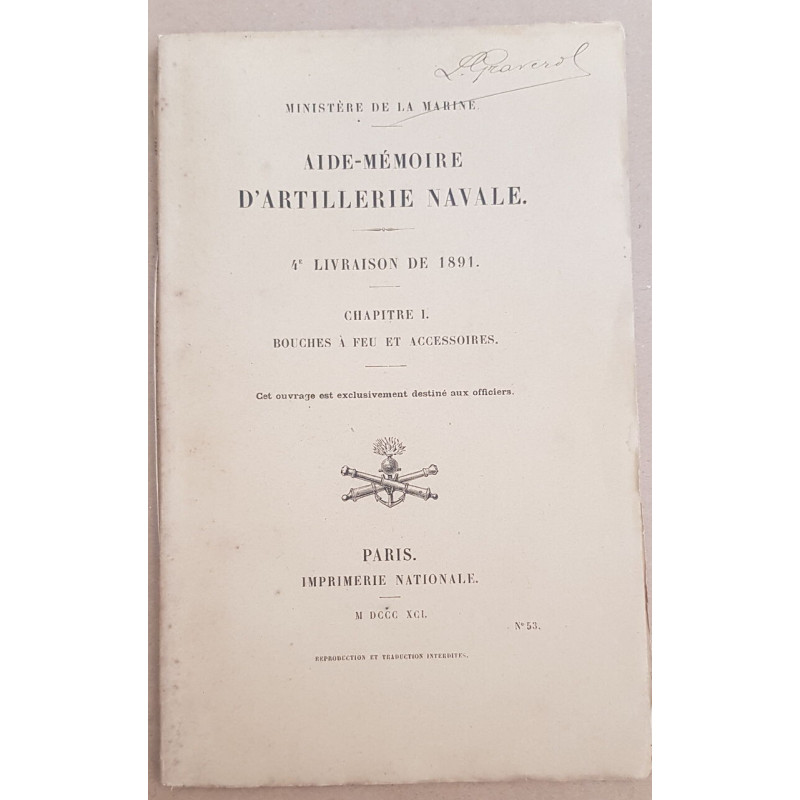 L. Graverol
MINISTÈRE DE LA MARINE.
AIDE-MÉMOIRE
D'ARTILLERIE NAVALE.
4E LIVRAISON DE 1891.
CHAPITRE I.
BOUCHES À FEU ET ACCESSOIRES.
Cet ouvrage est exclusivement destiné aux officiers.
PARIS.
IMPRIMERIE NATIONALE.
M DCCC XCI.
N° 53.
REPRODUCTION ET TRADUCTION INTERDITES.